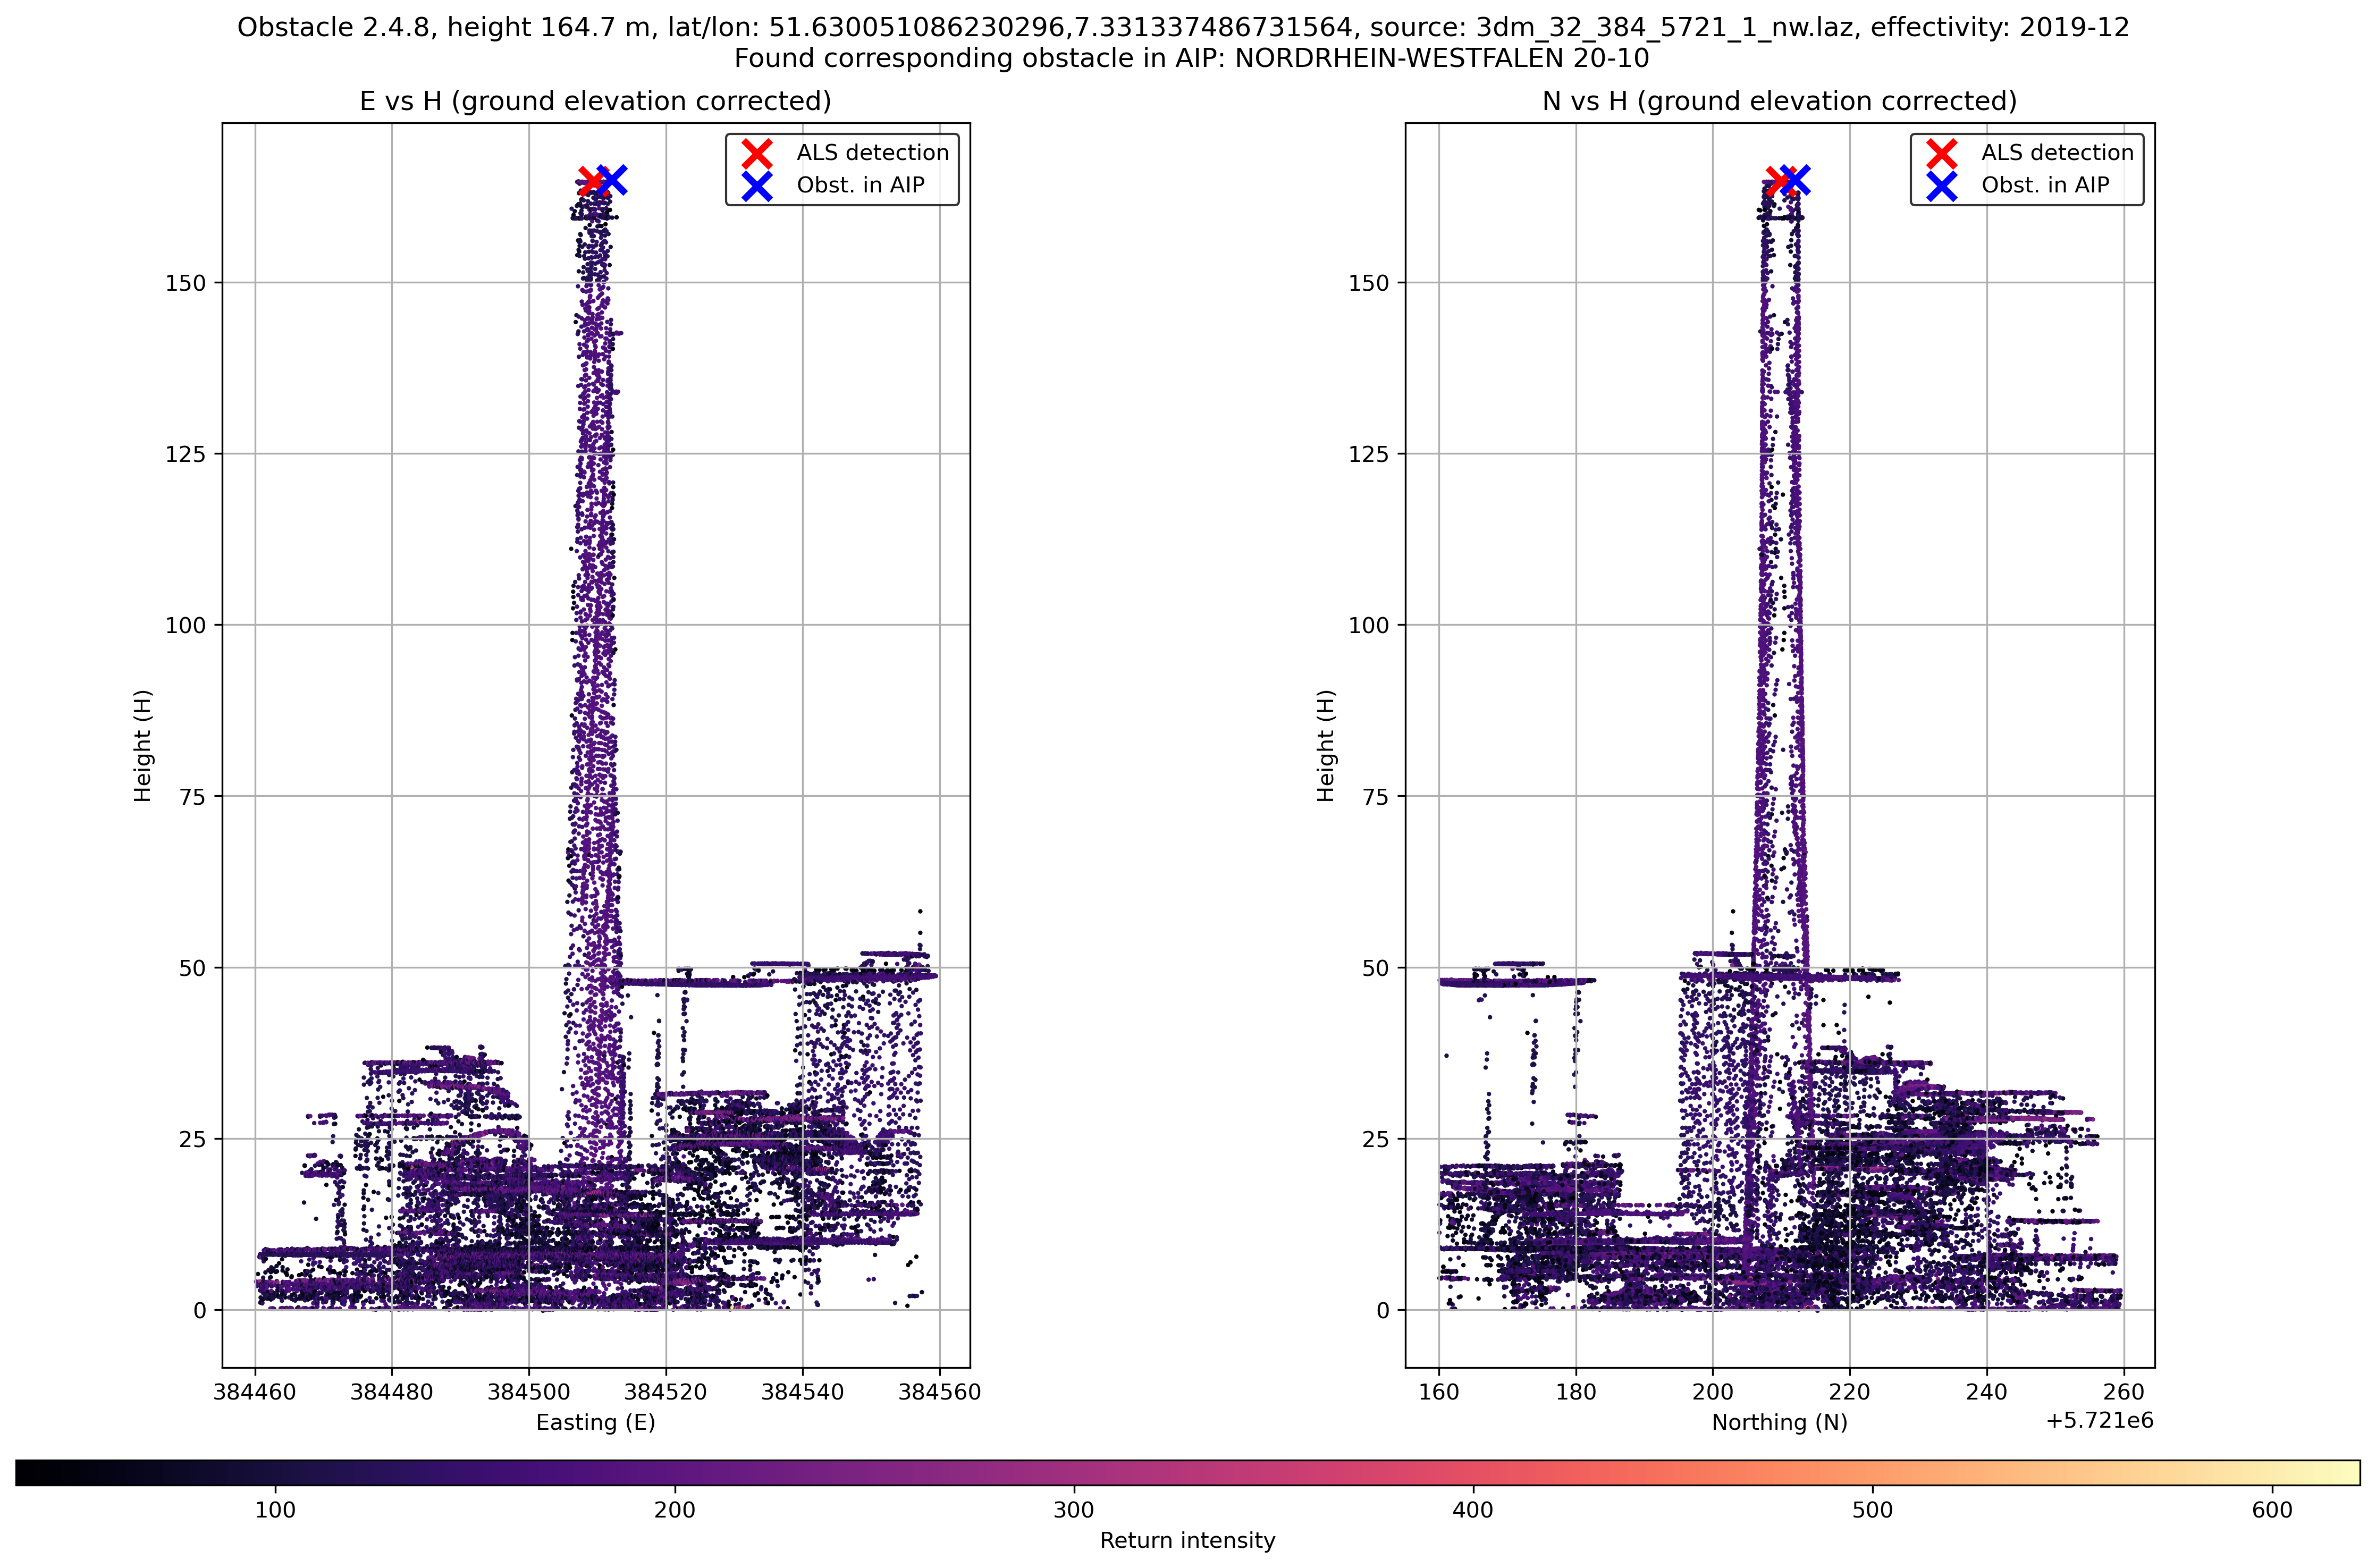 Obstacle 2.4.8, height 164.7 m, lat/lon: 51.630051086230296,7.331337486731564, source: 3dm_32_384_5721_1_nw.laz, effectivity: 2019-12
Found corresponding obstacle in AIP: NORDRHEIN-WESTFALEN 20-10
E vs H (ground elevation corrected)
ALS detection
Obst. in AIP
150
125
100
75
50
25
0
Height (H)
384460 384480 384500 384520 384540 384560
Easting (E)
N vs H (ground elevation corrected)
ALS detection
Obst. in AIP
150
125
100
75
50
25
0
Height (H)
160 180 200 220 240 260
Northing (N)
+5.721e6
100 200 300 400 500 600
Return intensity